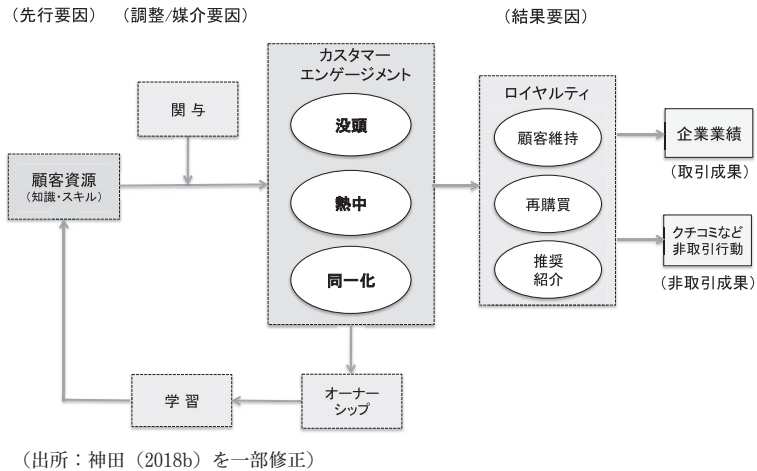 （先行要因）
（調整/媒介要因）
（結果要因）
カスタマー
エンゲージメント
没頭
熱中
同一化
関 与
顧客資源
（知識・スキル）
ロイヤルティ
顧客維持
再購買
推奨
紹介
企業業績
（取引成果）
クチコミなど
非取引行動
（非取引成果）
オーナー
シップ
学 習
（出所：神田（2018b）を一部修正）